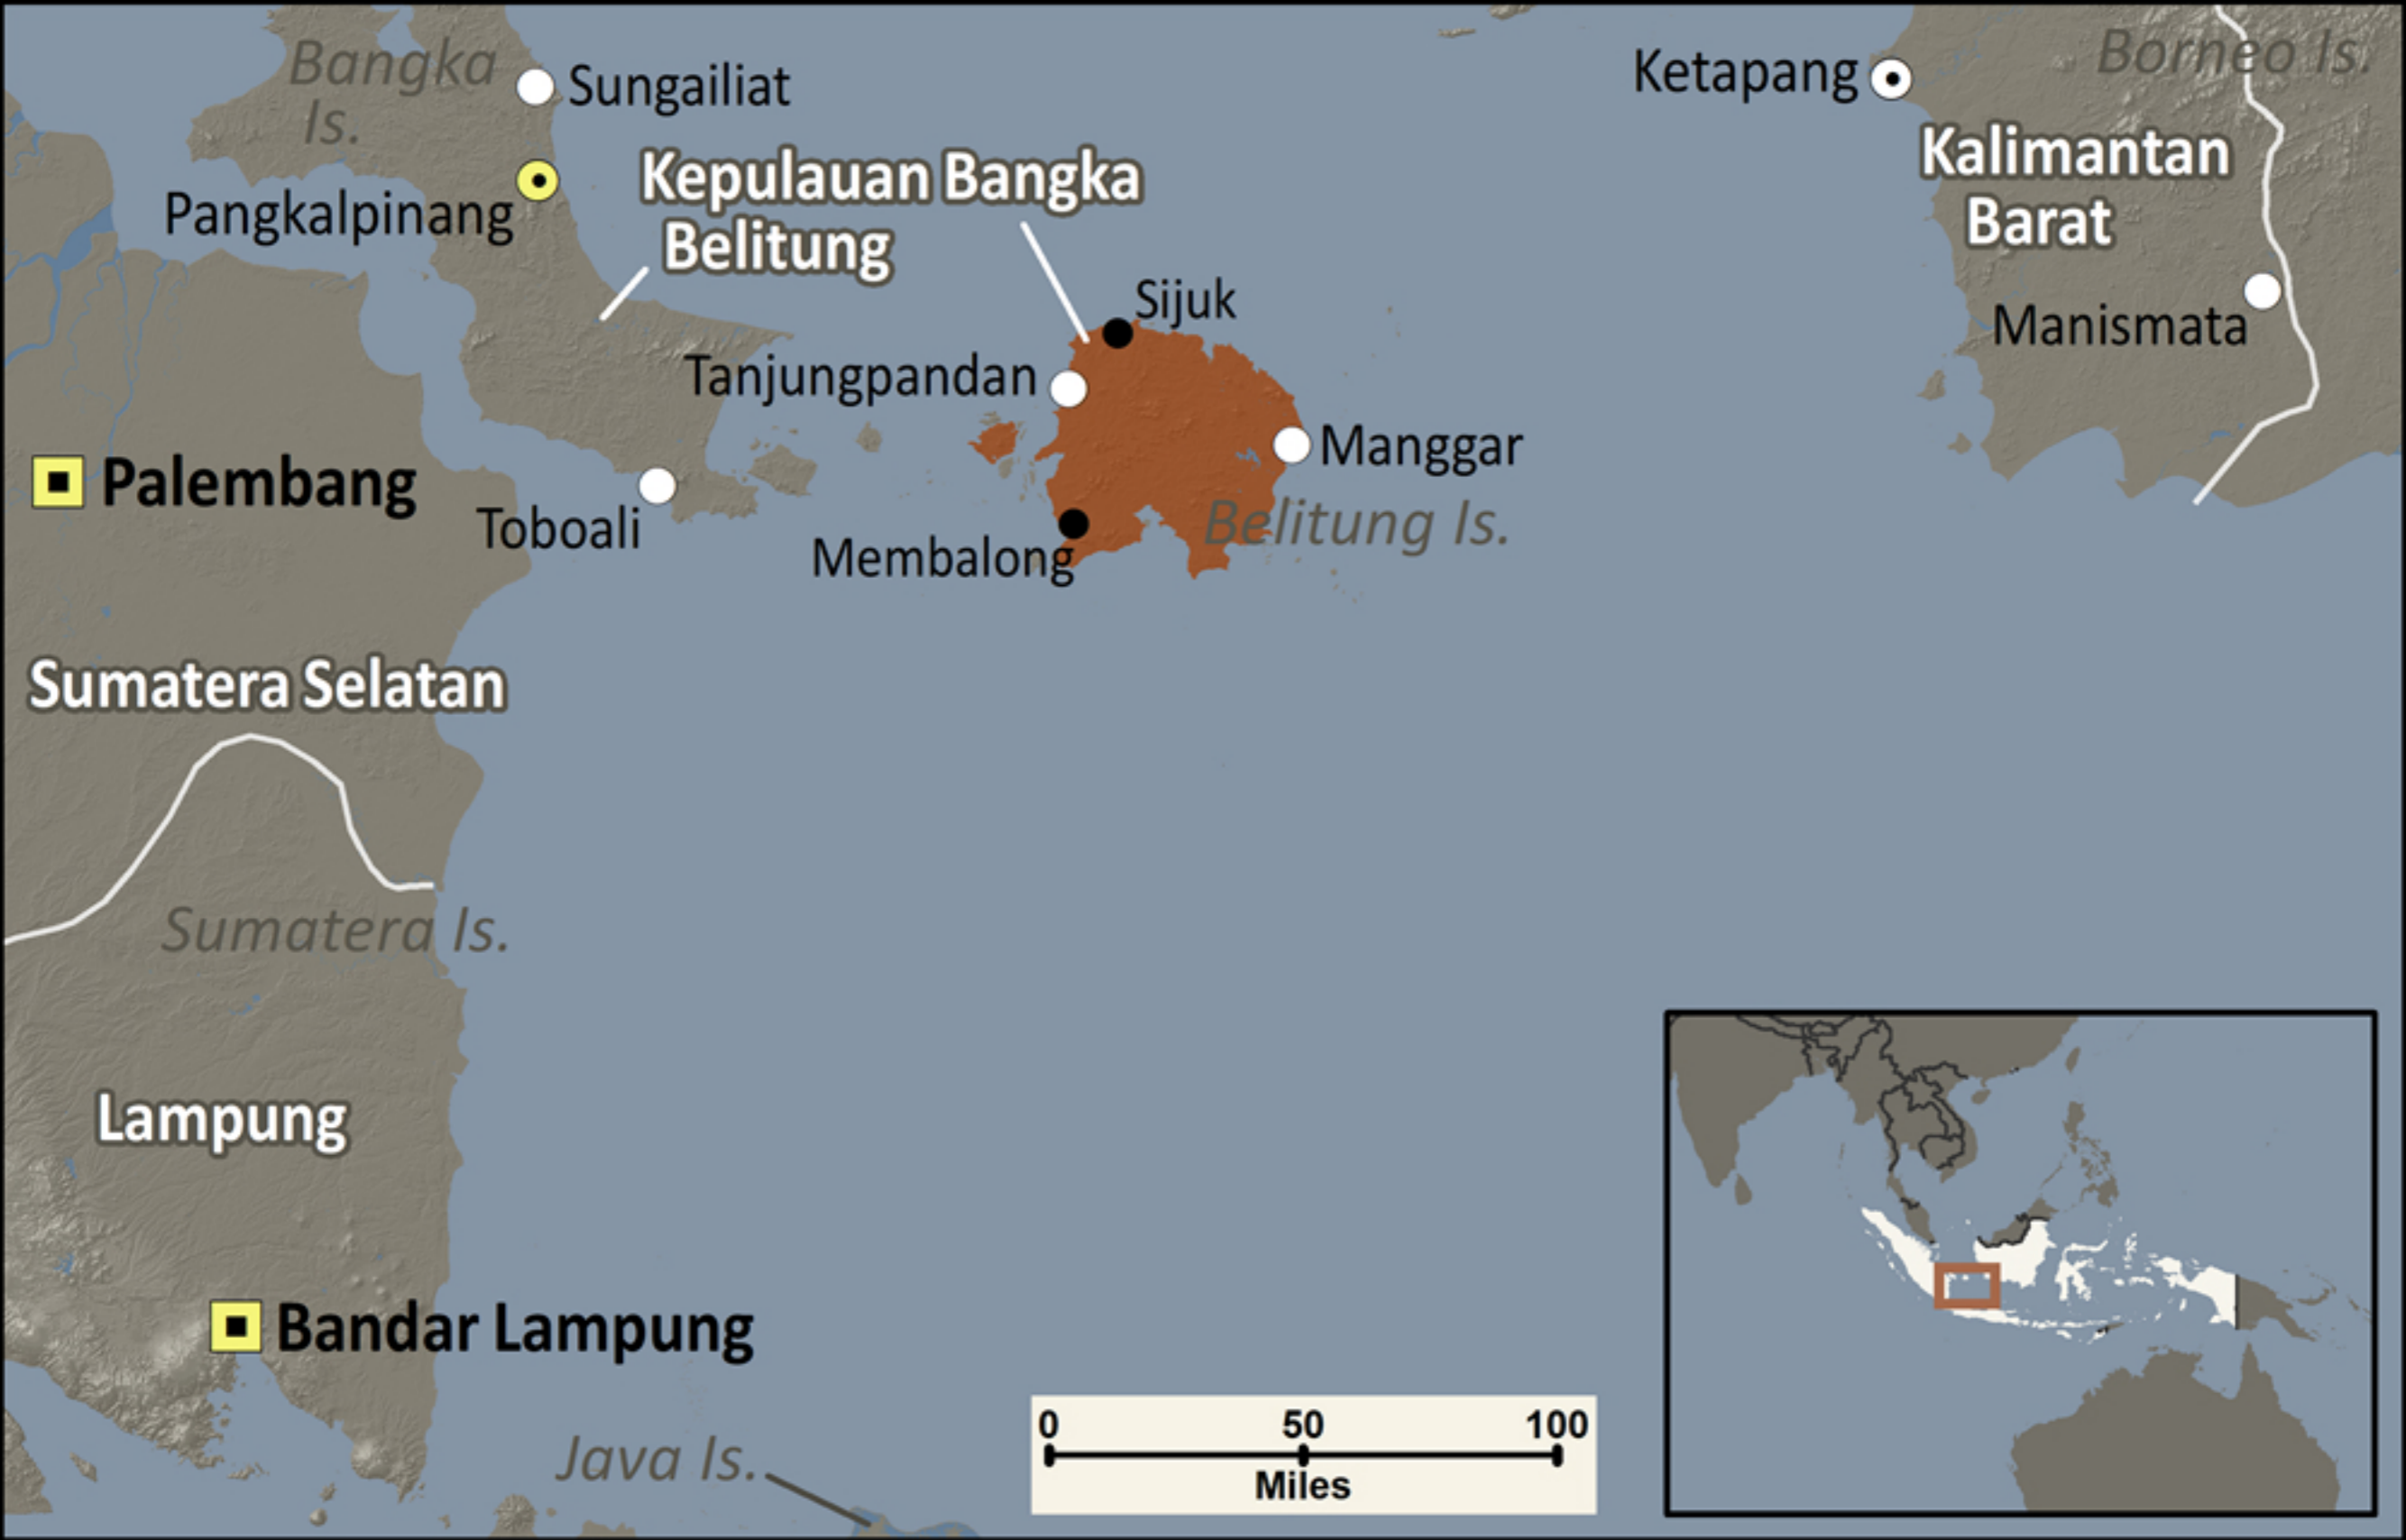 Bangka
Is.
Sungailiat
Pangkalpinang
Kepulauan Bangka
Belitung
Ketapang
Borneo Is.
Kalimantan
Barat
Manismata
Sijuk
Tanjungpandan
Manggar
Belitung Is.
Membalong
Toboali
Palembang
Sumatera Selatan
Sumatera Is.
Lampung
Bandar Lampung
Java Is.
0 50 100
Miles